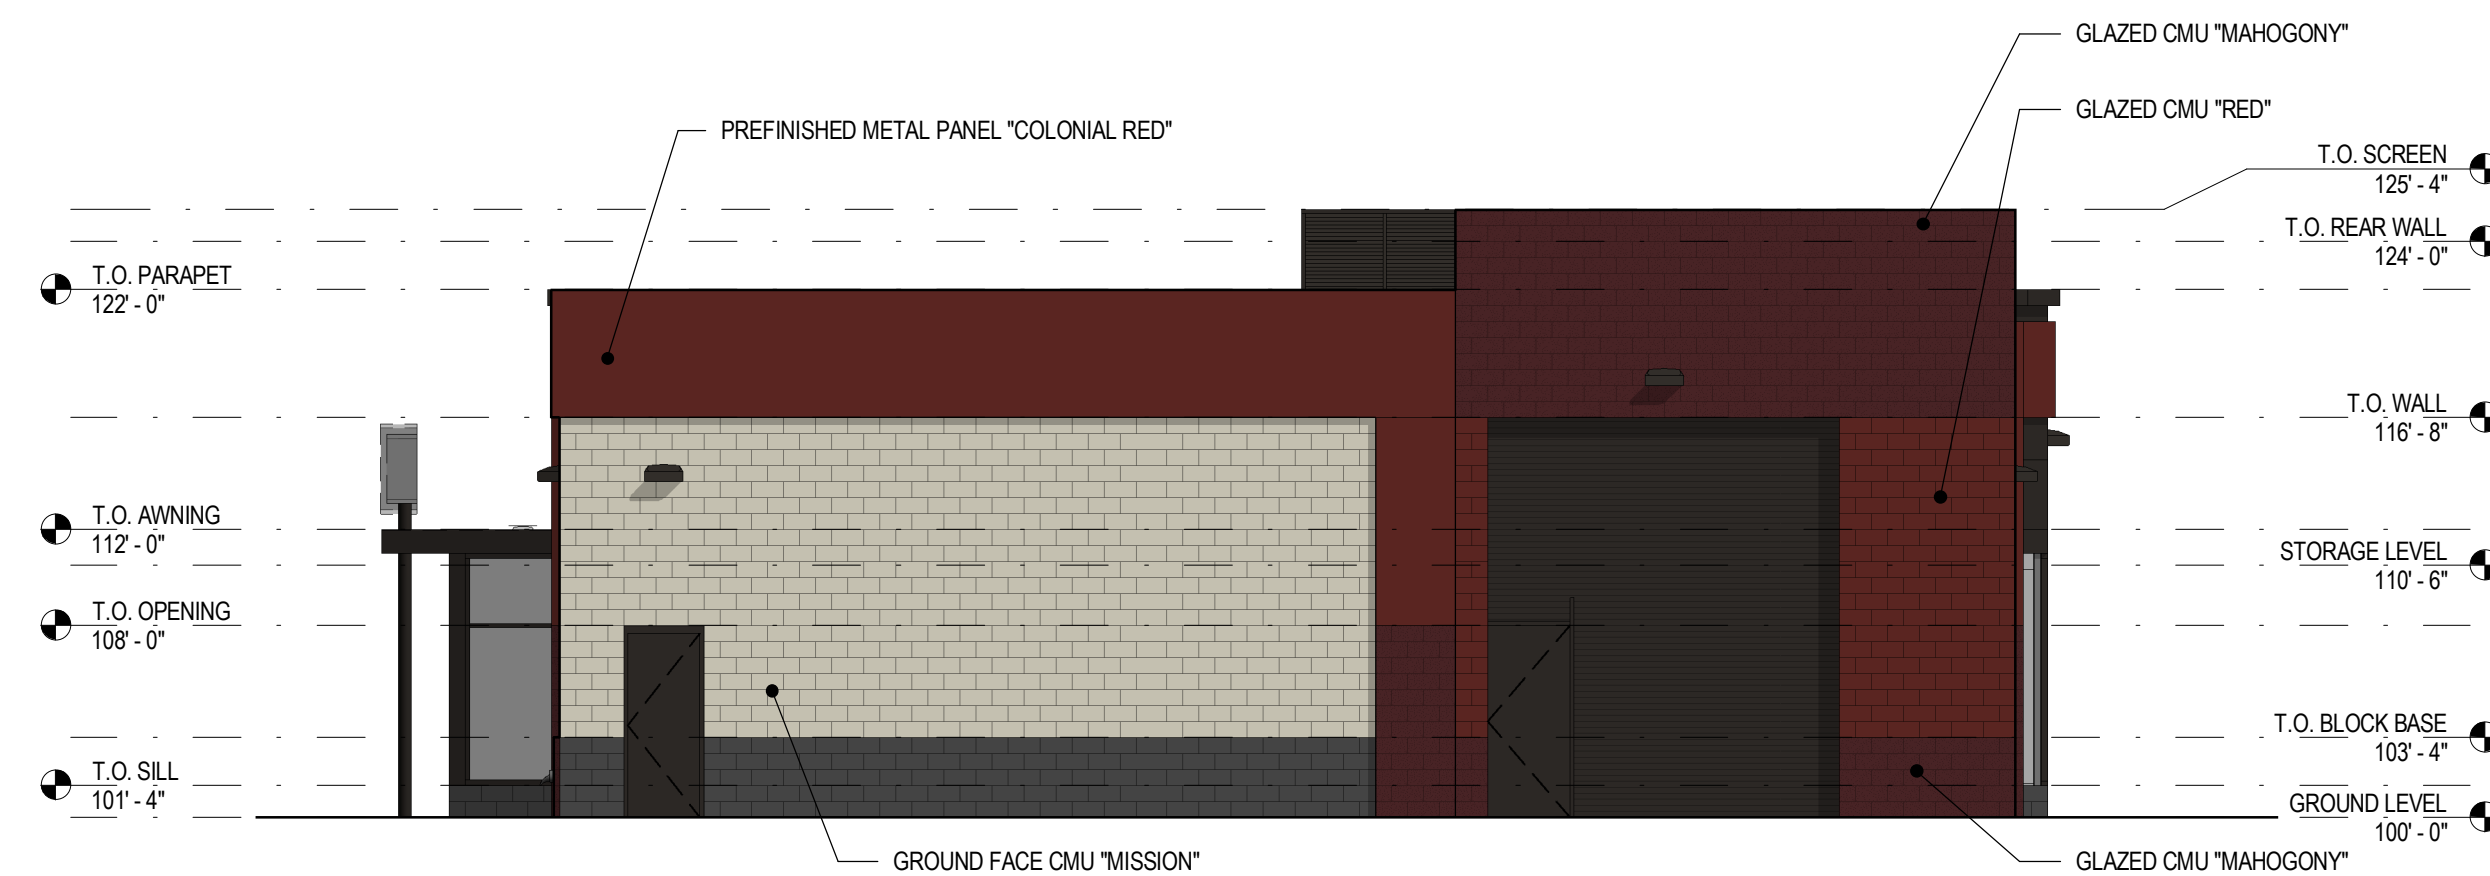 GLAZED CMU "MAHOGONY"
GLAZED CMU "RED"
PREFINISHED METAL PANEL "COLONIAL RED"
T.O. SCREEN
125' - 4"
T.O. REAR WALL
124' - 0"
T.O. PARAPET
122' - 0"
T.O. WALL
116' - 8"
T.O. AWNING
112' - 0"
STORAGE LEVEL
110' - 6"
T.O. OPENING
108' - 0"
T.O. BLOCK BASE
103' - 4"
T.O. SILL
101' - 4"
GROUND LEVEL
100' - 0"
GROUND FACE CMU "MISSION"
GLAZED CMU "MAHOGONY"